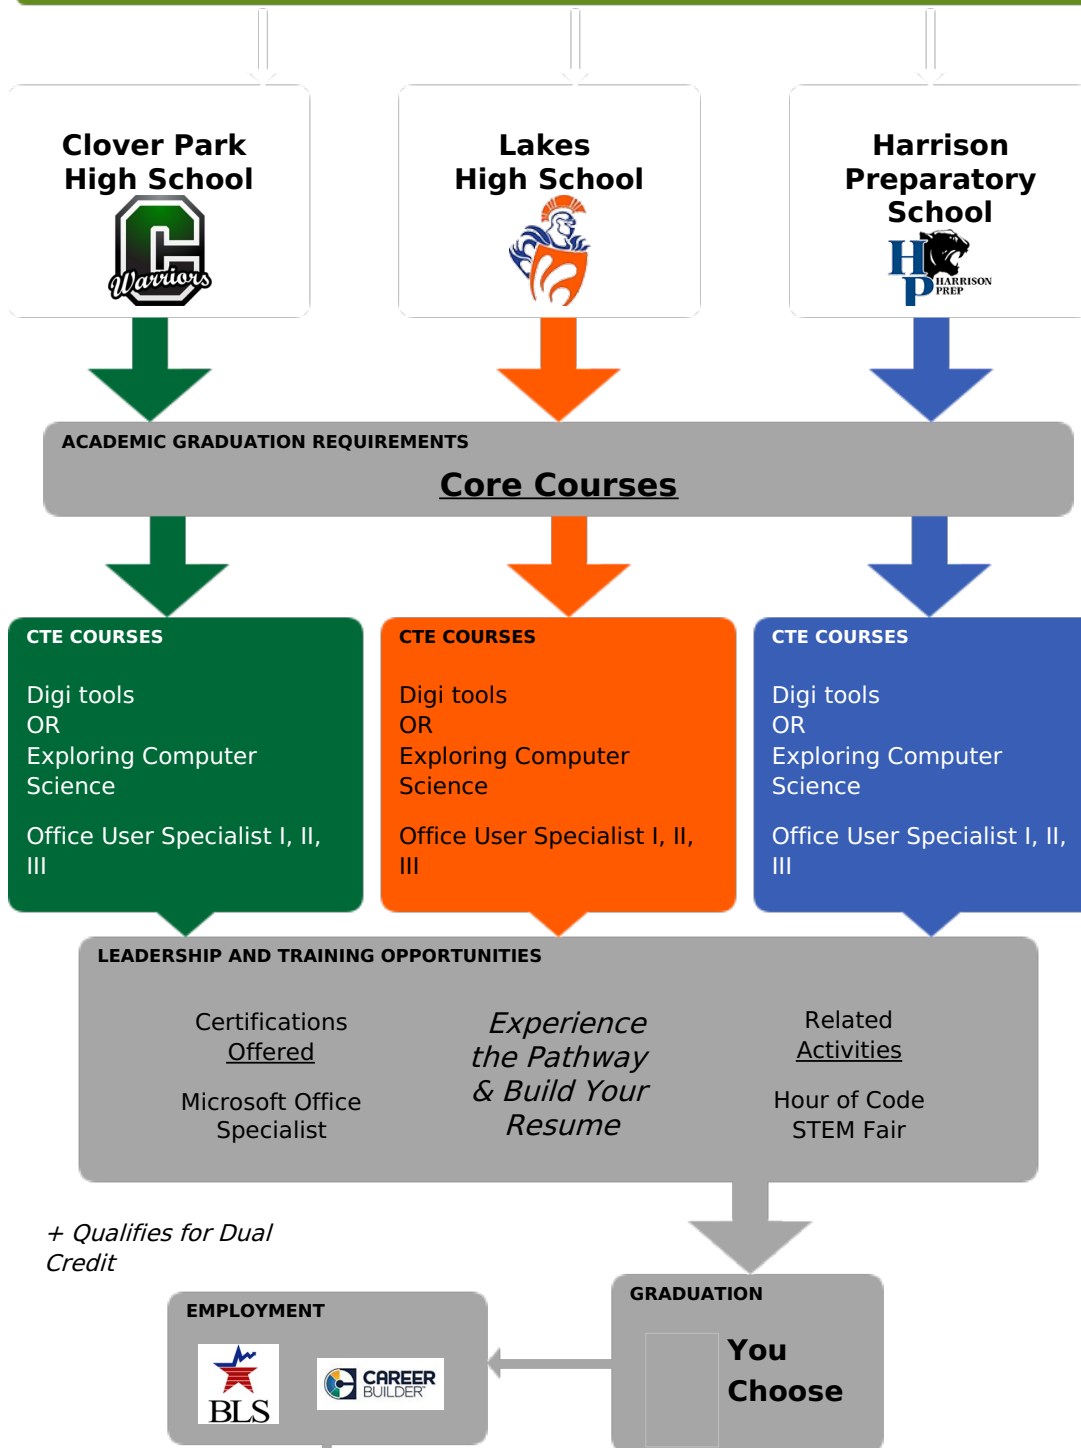 Clover Park
High School
Warriors
Lakes
High School
Harrison
Preparatory
School
HP HARRISON
PREP
ACADEMIC GRADUATION REQUIREMENTS
Core Courses
CTE COURSES
Digi tools
OR
Exploring Computer
Science
Office User Specialist I, II,
III
CTE COURSES
Digi tools
OR
Exploring Computer
Science
Office User Specialist I, II,
III
CTE COURSES
Digi tools
OR
Exploring Computer
Science
Office User Specialist I, II,
III
LEADERSHIP AND TRAINING OPPORTUNITIES
Certifications
Offered
Microsoft Office
Specialist
Experience
the Pathway
& Build Your
Resume
Related
Activities
Hour of Code
STEM Fair
+ Qualifies for Dual
Credit
EMPLOYMENT
BLS
CAREER
BUILDER
GRADUATION
You
Choose